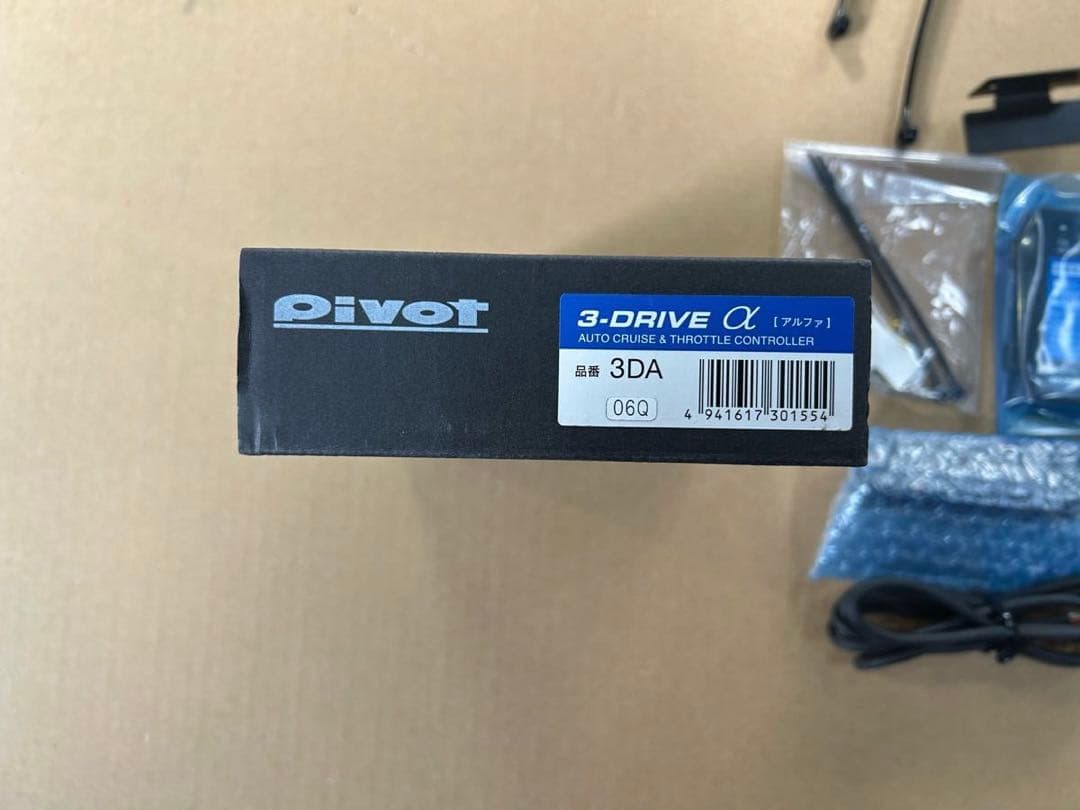 Pivot
3-DRIVE α [アルファ]
AUTO CRUISE & THROTTLE CONTROLLER
品番 3DA
06Q
4 941617 301554